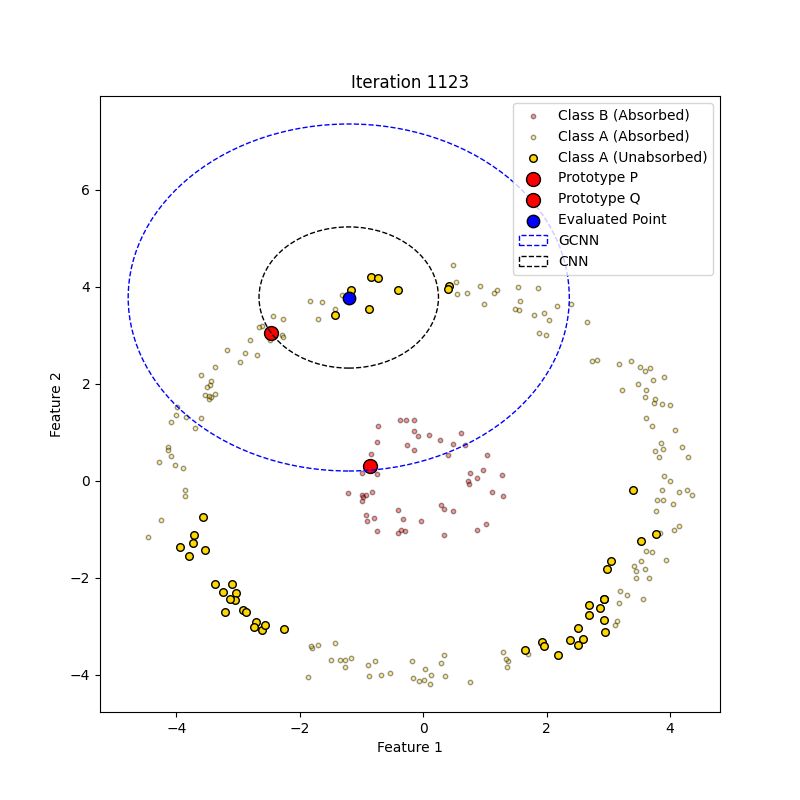 Iteration 1123
Class B (Absorbed)
Class A (Absorbed)
Class A (Unabsorbed)
Prototype P
Prototype Q
Evaluated Point
GCNN
CNN
6
4
2
0
−2
−4
Feature 2
−4 −2 0 2 4
Feature 1